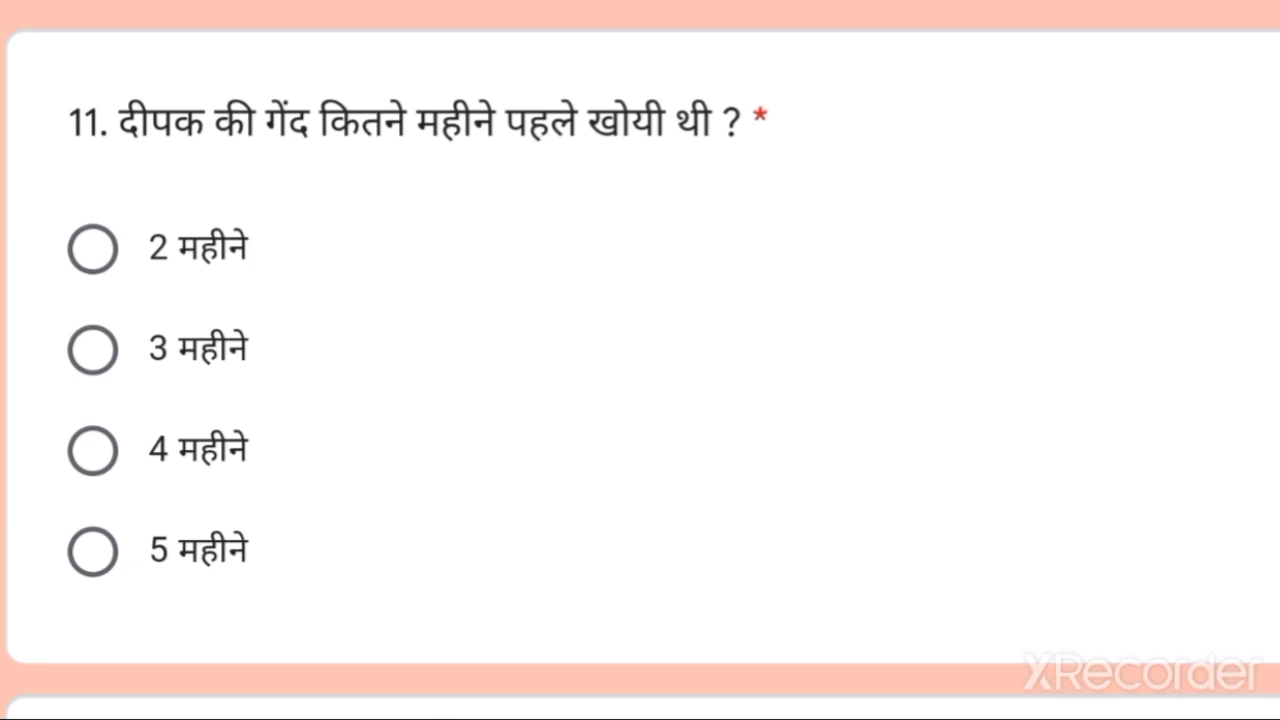 11. दीपक की गेंद कितने महीने पहले खोयी थी ? *
2 महीने
3 महीने
4 महीने
5 महीने
XRecorder